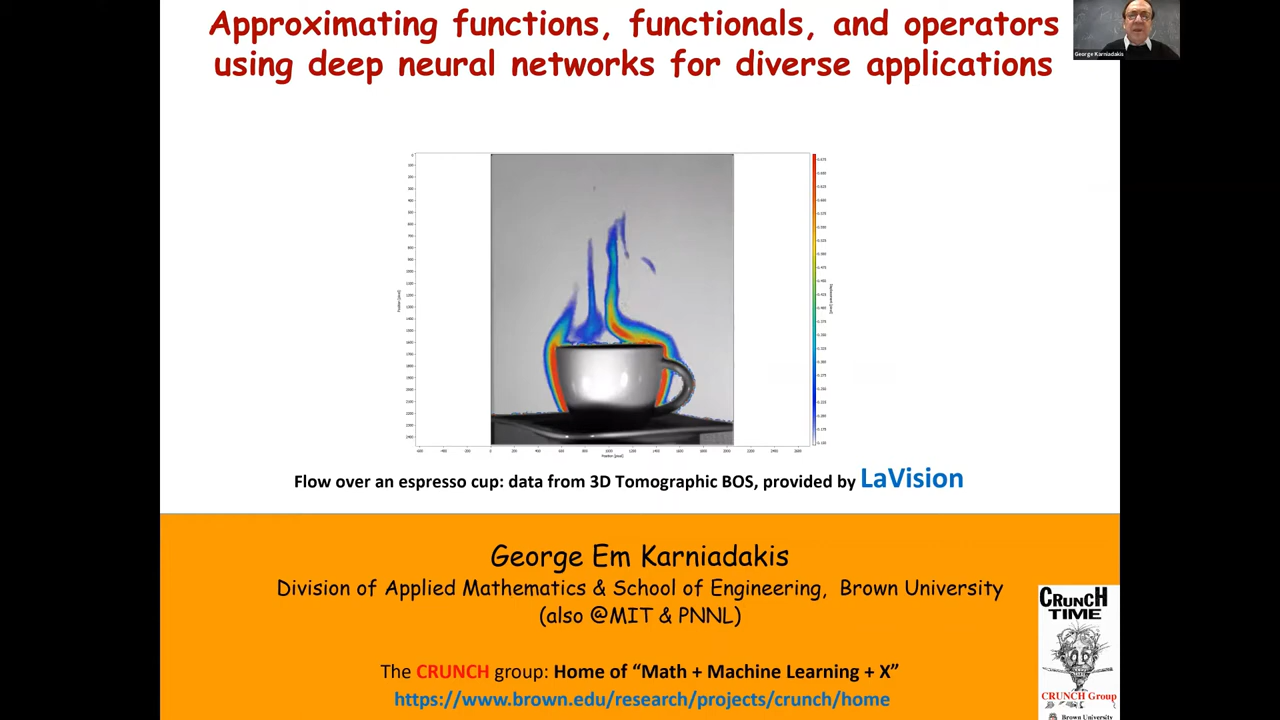 Approximating functions, functionals, and operators
using deep neural networks for diverse applications
George Karniadakis
Flow over an espresso cup: data from 3D Tomographic BOS, provided by LaVision
George Em Karniadakis
Division of Applied Mathematics & School of Engineering, Brown University
(also @MIT & PNNL)
The CRUNCH group: Home of “Math + Machine Learning + X”
https://www.brown.edu/research/projects/crunch/home
CRUNCH
TIME
CRUNCH Group
Brown University